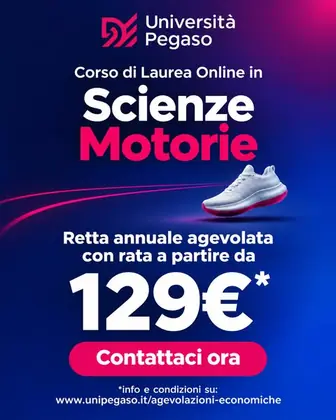 Università
Pegaso
Corso di Laurea Online in
Scienze
Motorie
Retta annuale agevolata
con rata a partire da
129€*
Contattaci ora
*info e condizioni su:
www.unipegaso.it/agevolazioni-economiche